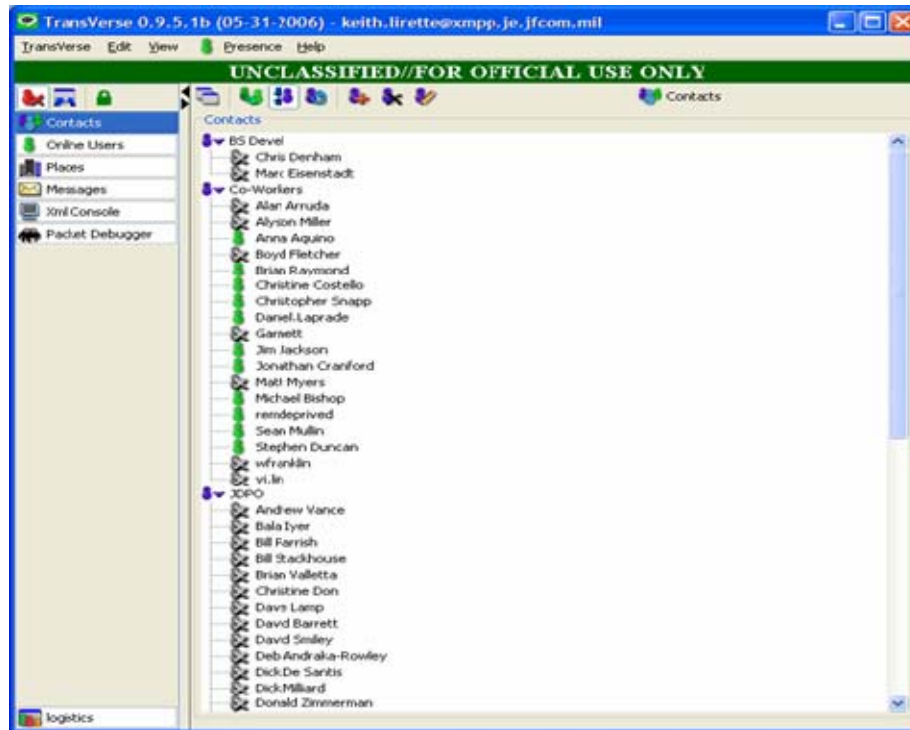 TransVerse 0.9.5.1b (05-31-2006) - keith.lirette@xmpp.je.jfcom.mil
TransVerse Edit View Presence Help
UNCLASSIFIED//FOR OFFICIAL USE ONLY
Contacts
Contacts
Online Users
Places
Messages
Xml Console
Packet Debugger
logistics
Contacts
BS Devel
Chris Denham
Marc Eisenstadt
Co-Workers
Alan Arruda
Alyson Miller
Anna Aquino
Boyd Fletcher
Brian Raymond
Christine Costello
Christopher Snapp
Daniel.Laprade
Garnett
Jim Jackson
Jonathan Cranford
Matt Myers
Michael Bishop
remdeprived
Sean Mullin
Stephen Duncan
wfranklin
vi.lin
JDPO
Andrew Vance
Bala Iyer
Bill Farrish
Bill Stackhouse
Brian Valletta
Christine Don
Dave Lamp
David Barrett
David Smiley
Deb Andraka-Rowley
Dick De Santis
Dick Milliard
Donald Zimmerman